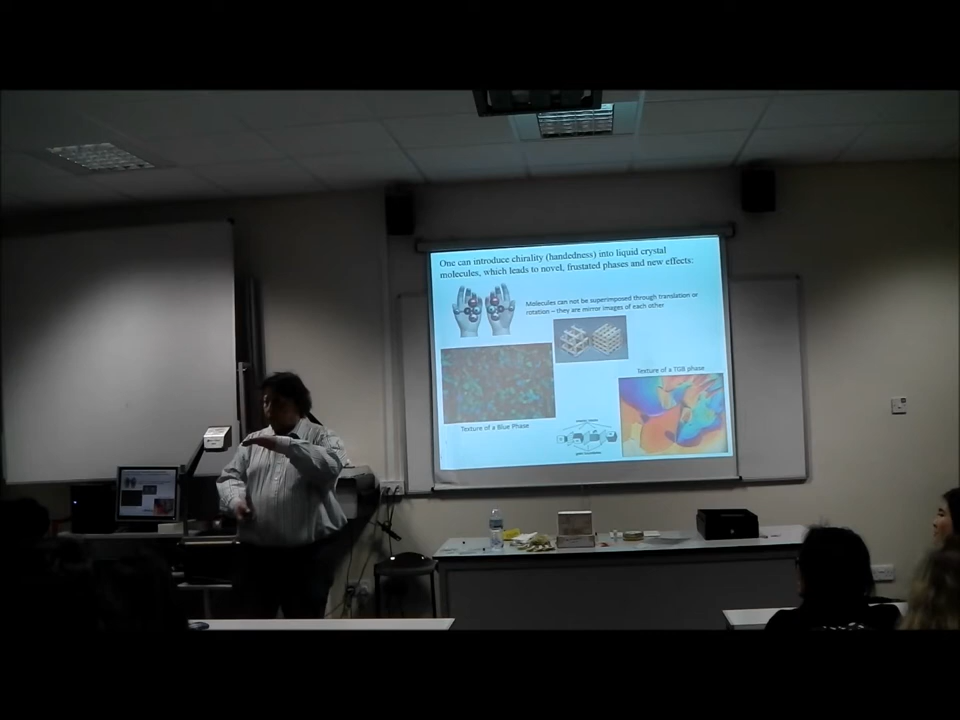 One can introduce chirality (handedness) into liquid crystal
molecules, which leads to novel, frustated phases and new effects:
Molecules can not be superimposed through translation or
rotation – they are mirror images of each other
Texture of a TGB phase
Texture of a Blue Phase